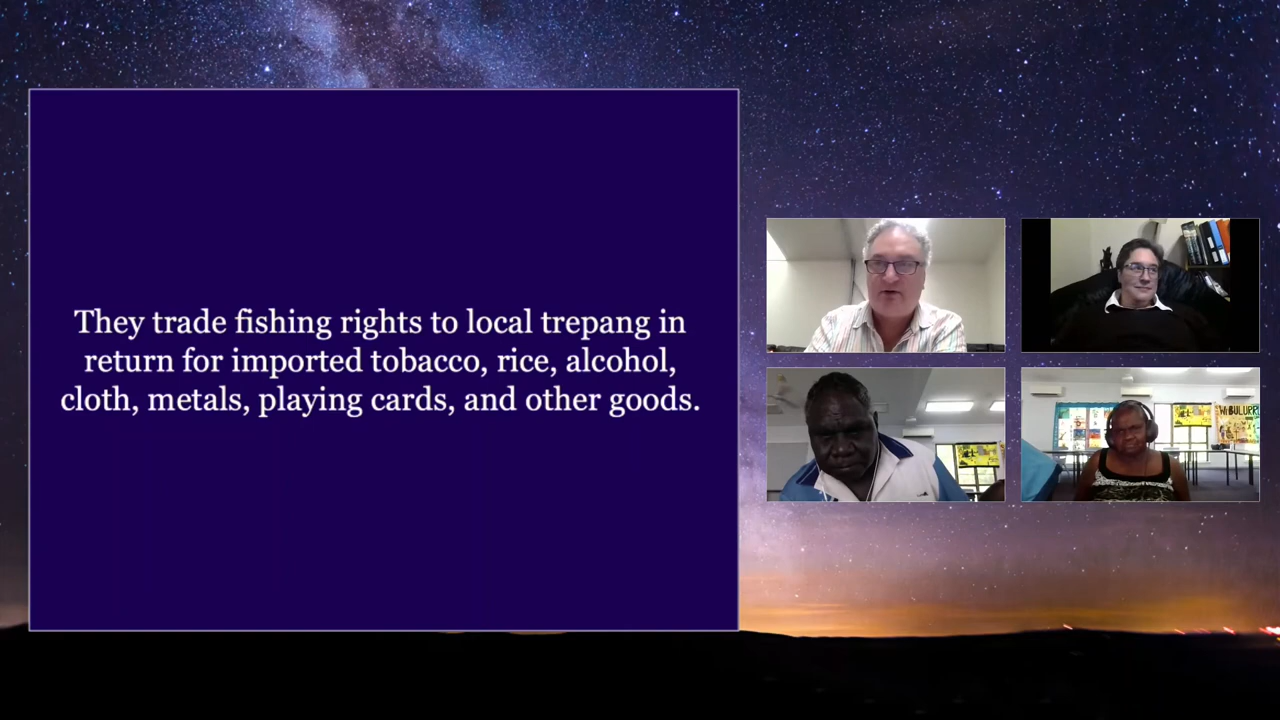 They trade fishing rights to local trepang in
return for imported tobacco, rice, alcohol,
cloth, metals, playing cards, and other goods.